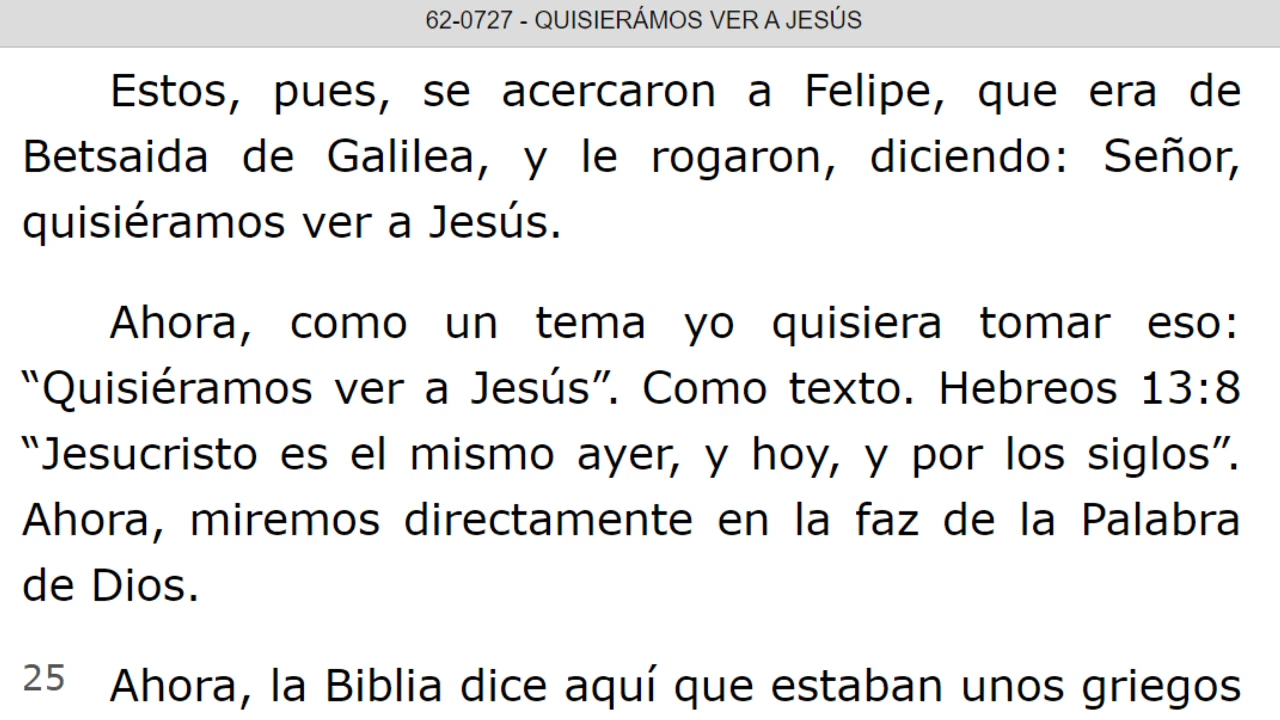 62-0727 - QUISIERÁMOS VER A JESÚS
Estos, pues, se acercaron a Felipe, que era de
Betsaida de Galilea, y le rogaron, diciendo: Señor,
quisiéramos ver a Jesús.
Ahora, como un tema yo quisiera tomar eso:
“Quisiéramos ver a Jesús”. Como texto. Hebreos 13:8
“Jesucristo es el mismo ayer, y hoy, y por los siglos”.
Ahora, miremos directamente en la faz de la Palabra
de Dios.
25 Ahora, la Biblia dice aquí que estaban unos griegos